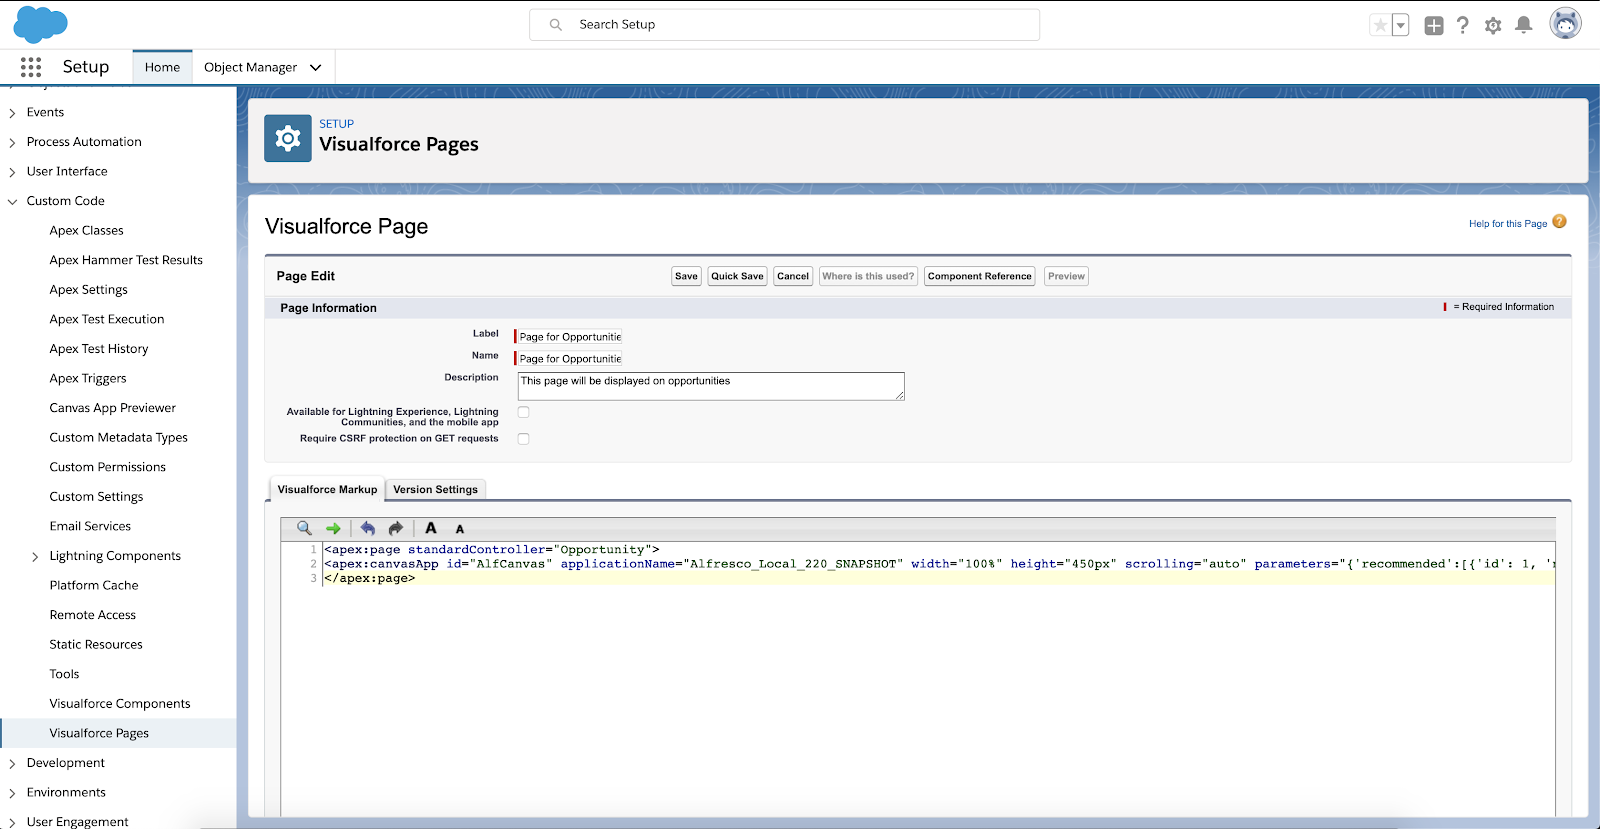 Search Setup
Setup
Home
Object Manager
Events
Process Automation
User Interface
Custom Code
Apex Classes
Apex Hammer Test Results
Apex Settings
Apex Test Execution
Apex Test History
Apex Triggers
Canvas App Previewer
Custom Metadata Types
Custom Permissions
Custom Settings
Email Services
Lightning Components
Platform Cache
Remote Access
Static Resources
Tools
Visualforce Components
Visualforce Pages
Development
Environments
User Engagement
SETUP
Visualforce Pages
Visualforce Page
Help for this Page ?
Page Edit
Save
Quick Save
Cancel
Where is this used?
Component Reference
Preview
Page Information
= Required Information
Label
Page for Opportunitie
Name
Page for Opportunitie
Description
This page will be displayed on opportunities
Available for Lightning Experience, Lightning
Communities, and the mobile app
Require CSRF protection on GET requests
Visualforce Markup
Version Settings
A A
1 <apex:page standardController="Opportunity">
2 <apex:canvasApp id="AlfCanvas" applicationName="Alfresco_Local_220_SNAPSHOT" width="100%" height="450px" scrolling="auto" parameters="{'recommended':[{'id': 1, '
3 </apex:page>